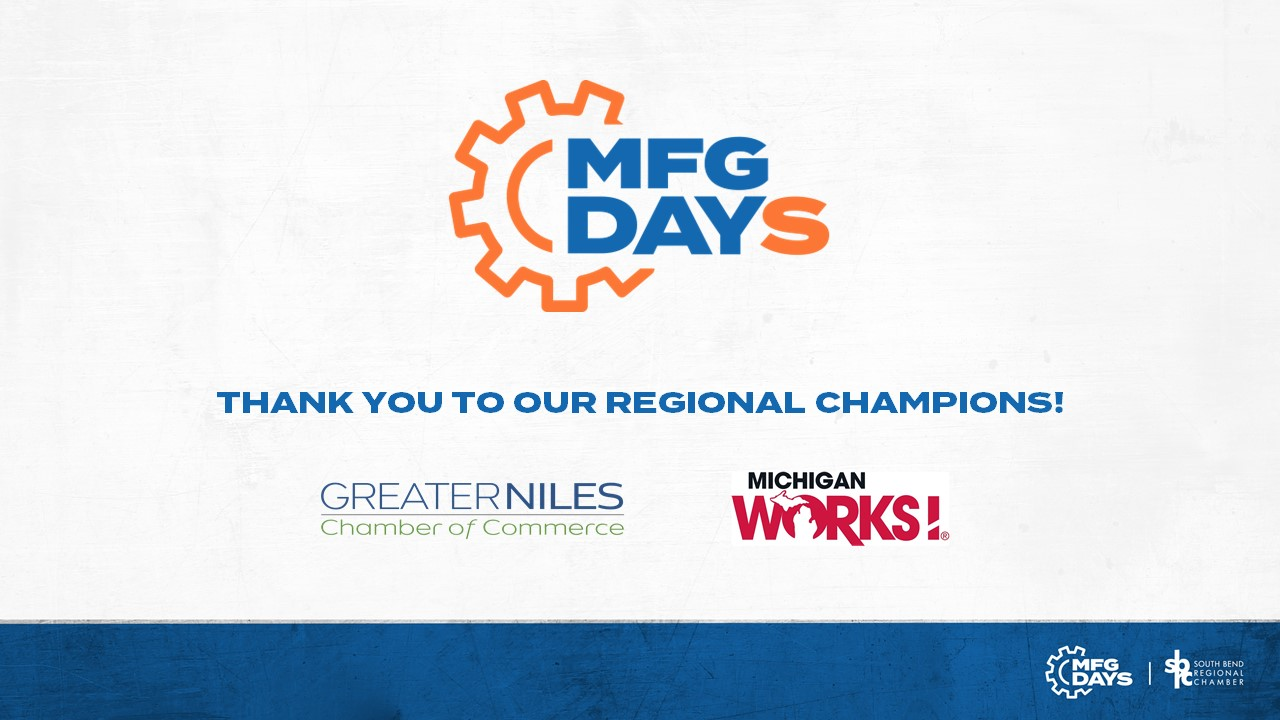 MFG
DAYS
THANK YOU TO OUR REGIONAL CHAMPIONS!
GREATERNILES
Chamber of Commerce
MICHIGAN
WORKS!®
MFG
DAYS
sbrc
SOUTH BEND
REGIONAL
CHAMBER